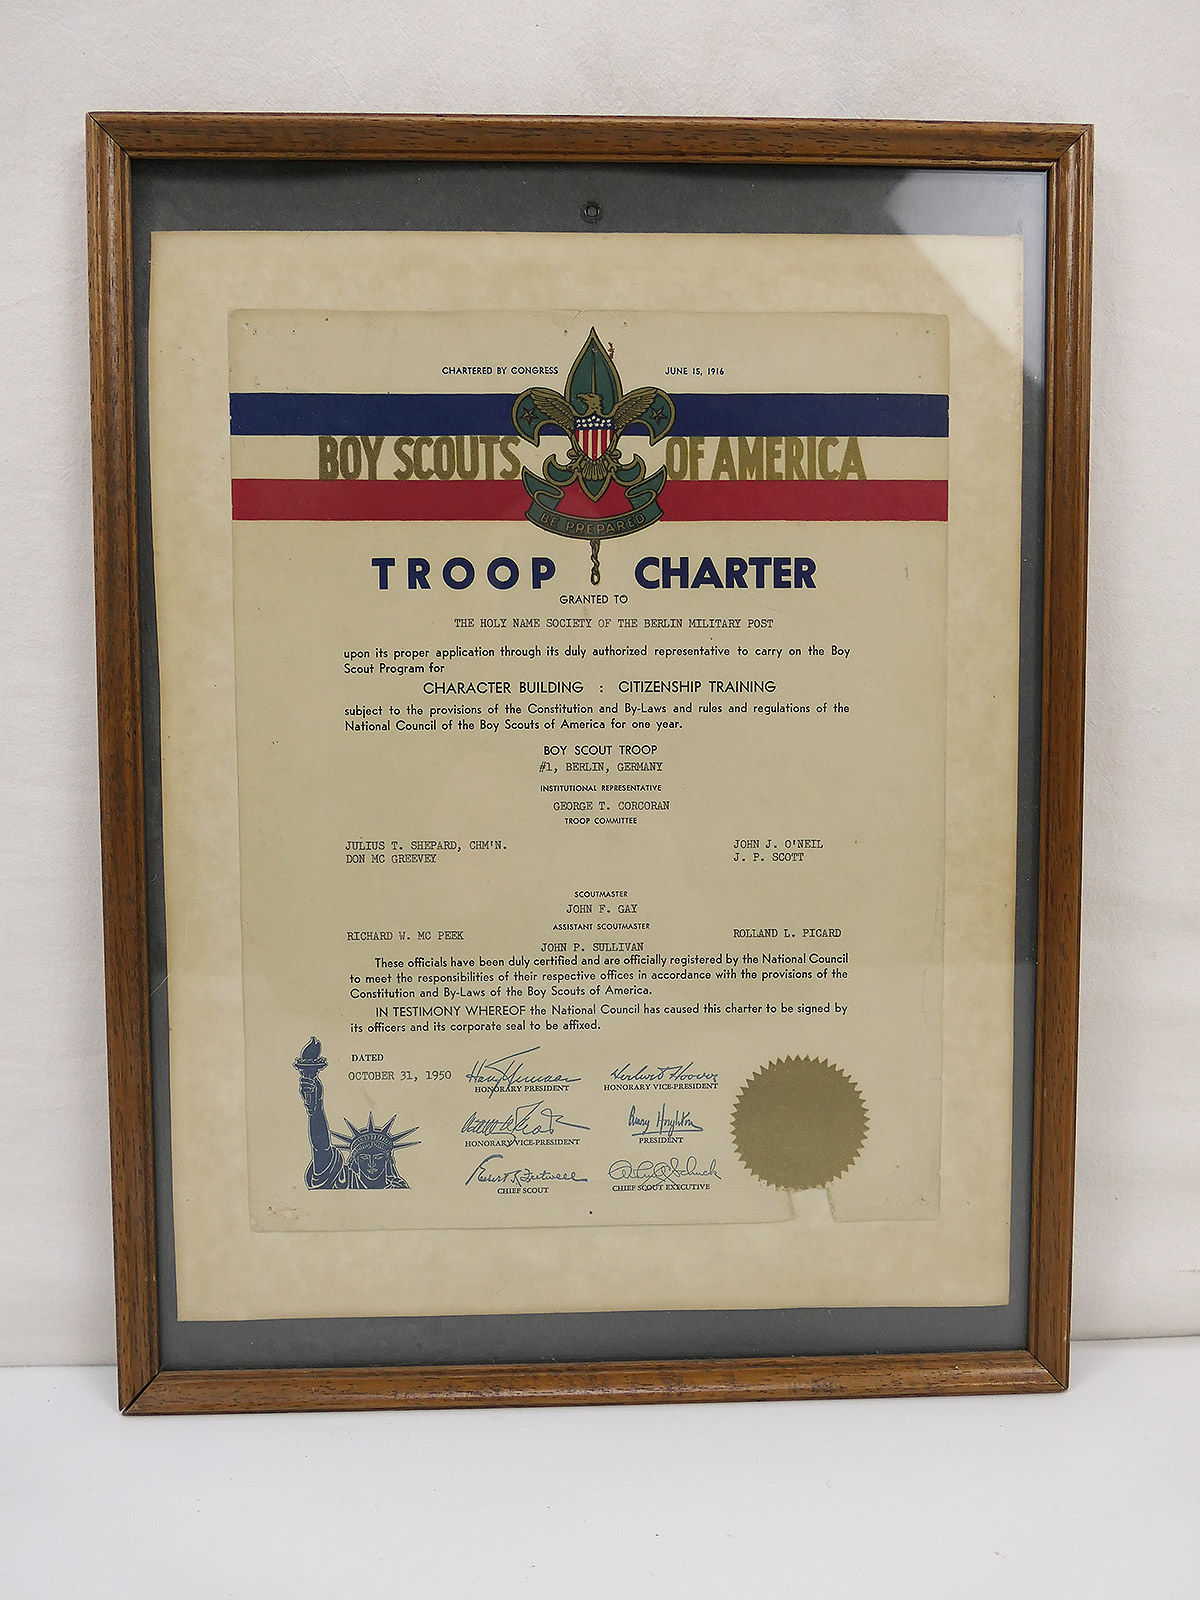 CHARTERED BY CONGRESS JUNE 15, 1916
BOY SCOUTS OF AMERICA
BE PREPARED
TROOP CHARTER
GRANTED TO
THE HOLY NAME SOCIETY OF THE BERLIN MILITARY POST
upon its proper application through its duly authorized representative to carry on the Boy
Scout Program for
CHARACTER BUILDING : CITIZENSHIP TRAINING
subject to the provisions of the Constitution and By-Laws and rules and regulations of the
National Council of the Boy Scouts of America for one year.
BOY SCOUT TROOP
#1, BERLIN, GERMANY
INSTITUTIONAL REPRESENTATIVE
GEORGE T. CORCORAN
TROOP COMMITTEE
JULIUS T. SHEPARD, CHM'N. JOHN J. O'NEIL
DON MC GREEVEY J. P. SCOTT
SCOUTMASTER
JOHN F. GAY
ASSISTANT SCOUTMASTER
RICHARD W. MC PEEK ROLLAND L. PICARD
JOHN P. SULLIVAN
These officials have been duly certified and are officially registered by the National Council
to meet the responsibilities of their respective offices in accordance with the provisions of the
Constitution and By-Laws of the Boy Scouts of America.
IN TESTIMONY WHEREOF the National Council has caused this charter to be signed by
its officers and its corporate seal to be affixed.
DATED
OCTOBER 31, 1950 Harry Truman Herbert Hoover
HONORARY PRESIDENT HONORARY VICE-PRESIDENT
Amory Houghton
HONORARY VICE-PRESIDENT PRESIDENT
Elbert K Fretwell Arthur A Schuck
CHIEF SCOUT CHIEF SCOUT EXECUTIVE